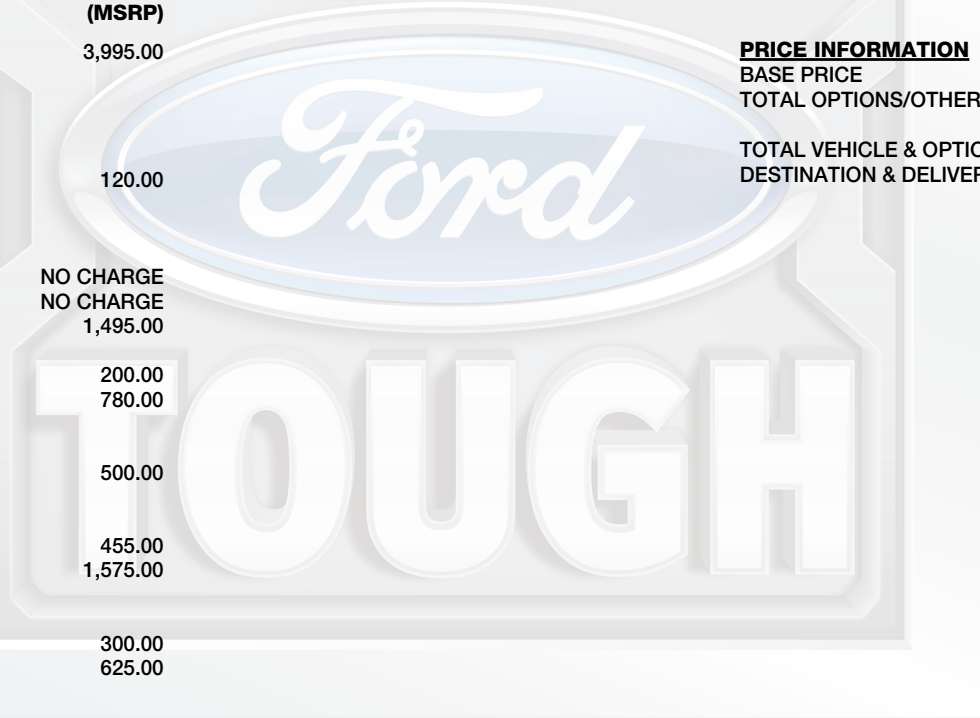 (MSRP)
3,995.00
120.00
NO CHARGE
NO CHARGE
1,495.00
200.00
780.00
500.00
455.00
1,575.00
300.00
625.00
PRICE INFORMATION
BASE PRICE
TOTAL OPTIONS/OTHER
TOTAL VEHICLE & OPTIO
DESTINATION & DELIVER
Ford
TOUGH